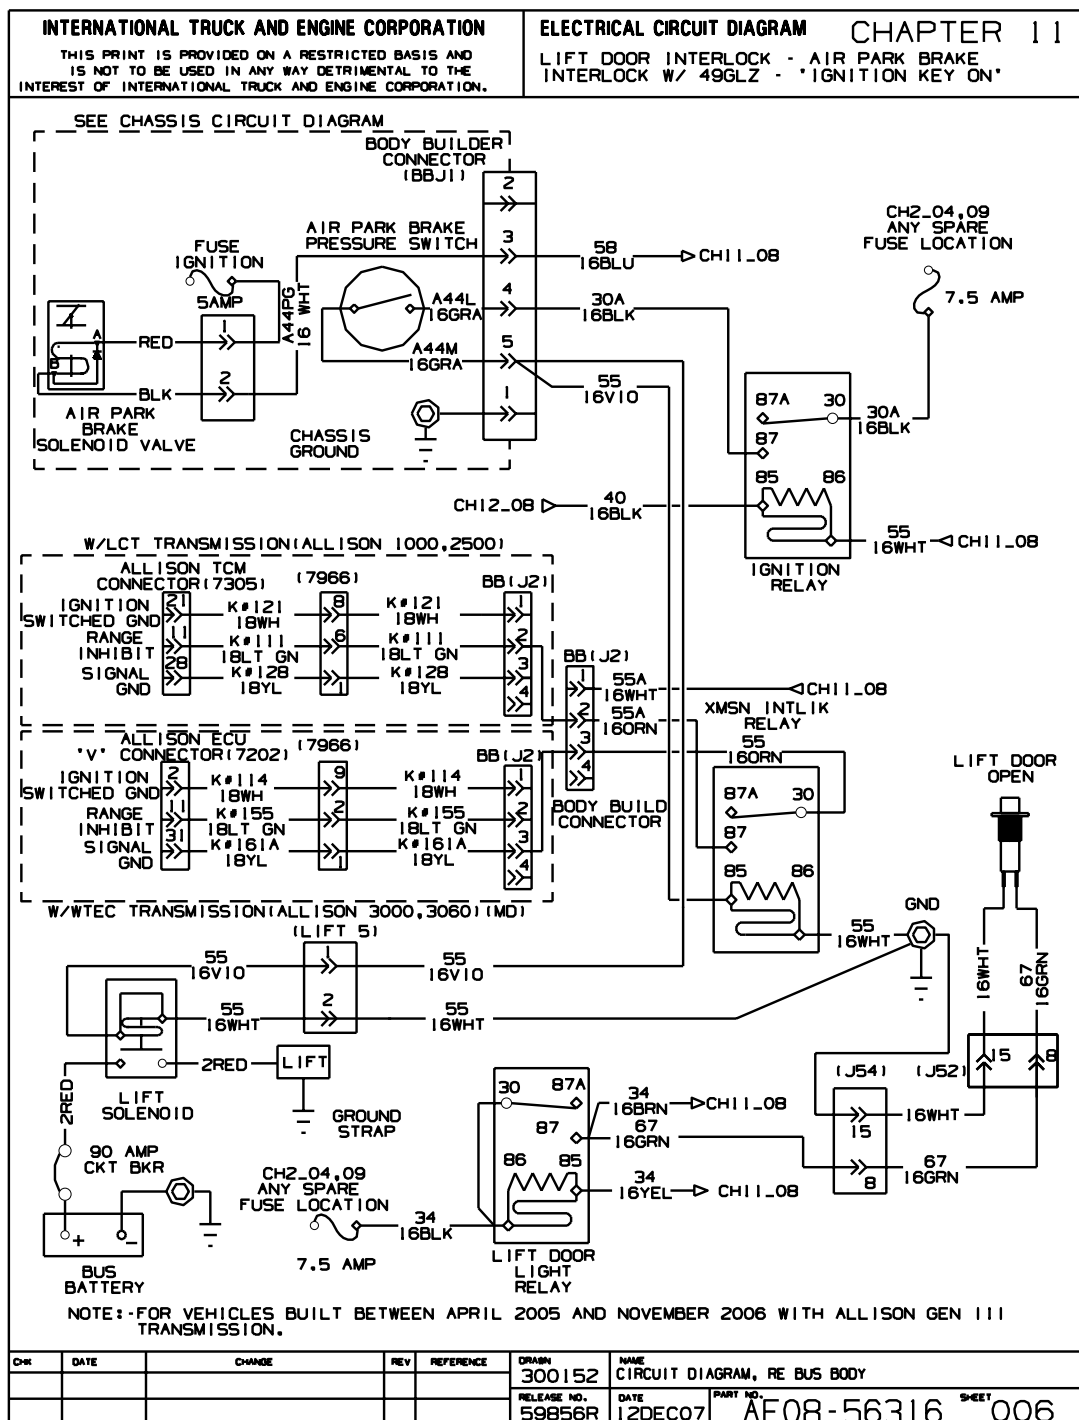 INTERNATIONAL TRUCK AND ENGINE CORPORATION
THIS PRINT IS PROVIDED ON A RESTRICTED BASIS AND
IS NOT TO BE USED IN ANY WAY DETRIMENTAL TO THE
INTEREST OF INTERNATIONAL TRUCK AND ENGINE CORPORATION.
ELECTRICAL CIRCUIT DIAGRAM CHAPTER 11
LIFT DOOR INTERLOCK - AIR PARK BRAKE
INTERLOCK W/ 49GLZ - "IGNITION KEY ON"
SEE CHASSIS CIRCUIT DIAGRAM
BODY BUILDER
CONNECTOR
(BBJ1)
2
3
4
5
1
AIR PARK BRAKE
PRESSURE SWITCH
FUSE
IGNITION
5AMP
A44PG
16 WHT
A44L
16GRA
A44M
16GRA
A
B
RED
BLK
1
2
AIR PARK
BRAKE
SOLENOID VALVE
CHASSIS
GROUND
58
16BLU
CH11_08
30A
16BLK
55
16VIO
CH2_04,09
ANY SPARE
FUSE LOCATION
7.5 AMP
87A 30
87
85 86
30A
16BLK
CH12_08
40
16BLK
55
16WHT
CH11_08
IGNITION
RELAY
W/LCT TRANSMISSION(ALLISON 1000,2500)
ALLISON TCM
CONNECTOR(7305)
(7966)
BB(J2)
IGNITION
SWITCHED GND
21
K#121
18WH
8
K#121
18WH
1
RANGE
INHIBIT
11
K#111
18LT GN
6
K#111
18LT GN
2
SIGNAL
GND
28
K#128
18YL
1
K#128
18YL
3
4
BB(J2)
1
2
3
4
55A
16WHT
CH11_08
55A
16ORN
XMSN INTLIK
RELAY
55
16ORN
BODY BUILD
CONNECTOR
ALLISON ECU
"V" CONNECTOR(7202)
(7966)
BB(J2)
IGNITION
SWITCHED GND
2
K#114
18WH
9
K#114
18WH
1
RANGE
INHIBIT
11
K#155
18LT GN
2
K#155
18LT GN
2
SIGNAL
GND
31
K#161A
18YL
1
K#161A
18YL
3
4
W/WTEC TRANSMISSION(ALLISON 3000,3060)(MD)
87A 30
87
85 86
55
16WHT
GND
LIFT DOOR
OPEN
16WHT
67
16GRN
(LIFT 5)
1
2
55
16VIO
55
16VIO
55
16WHT
55
16WHT
2RED
LIFT
LIFT
SOLENOID
2RED
GROUND
STRAP
90 AMP
CKT BKR
+
-
BUS
BATTERY
CH2_04,09
ANY SPARE
FUSE LOCATION
7.5 AMP
34
16BLK
30 87A
87
86 85
34
16BRN
CH11_08
67
16GRN
34
16YEL
CH11_08
LIFT DOOR
LIGHT
RELAY
(J54)
15
8
(J52)
15
8
16WHT
67
16GRN
NOTE:-FOR VEHICLES BUILT BETWEEN APRIL 2005 AND NOVEMBER 2006 WITH ALLISON GEN III
TRANSMISSION.
CHK DATE CHANGE REV REFERENCE
DRAWN
300152
NAME
CIRCUIT DIAGRAM, RE BUS BODY
RELEASE NO.
59856R
DATE
12DEC07
PART NO.
AE08-56316
SHEET
006